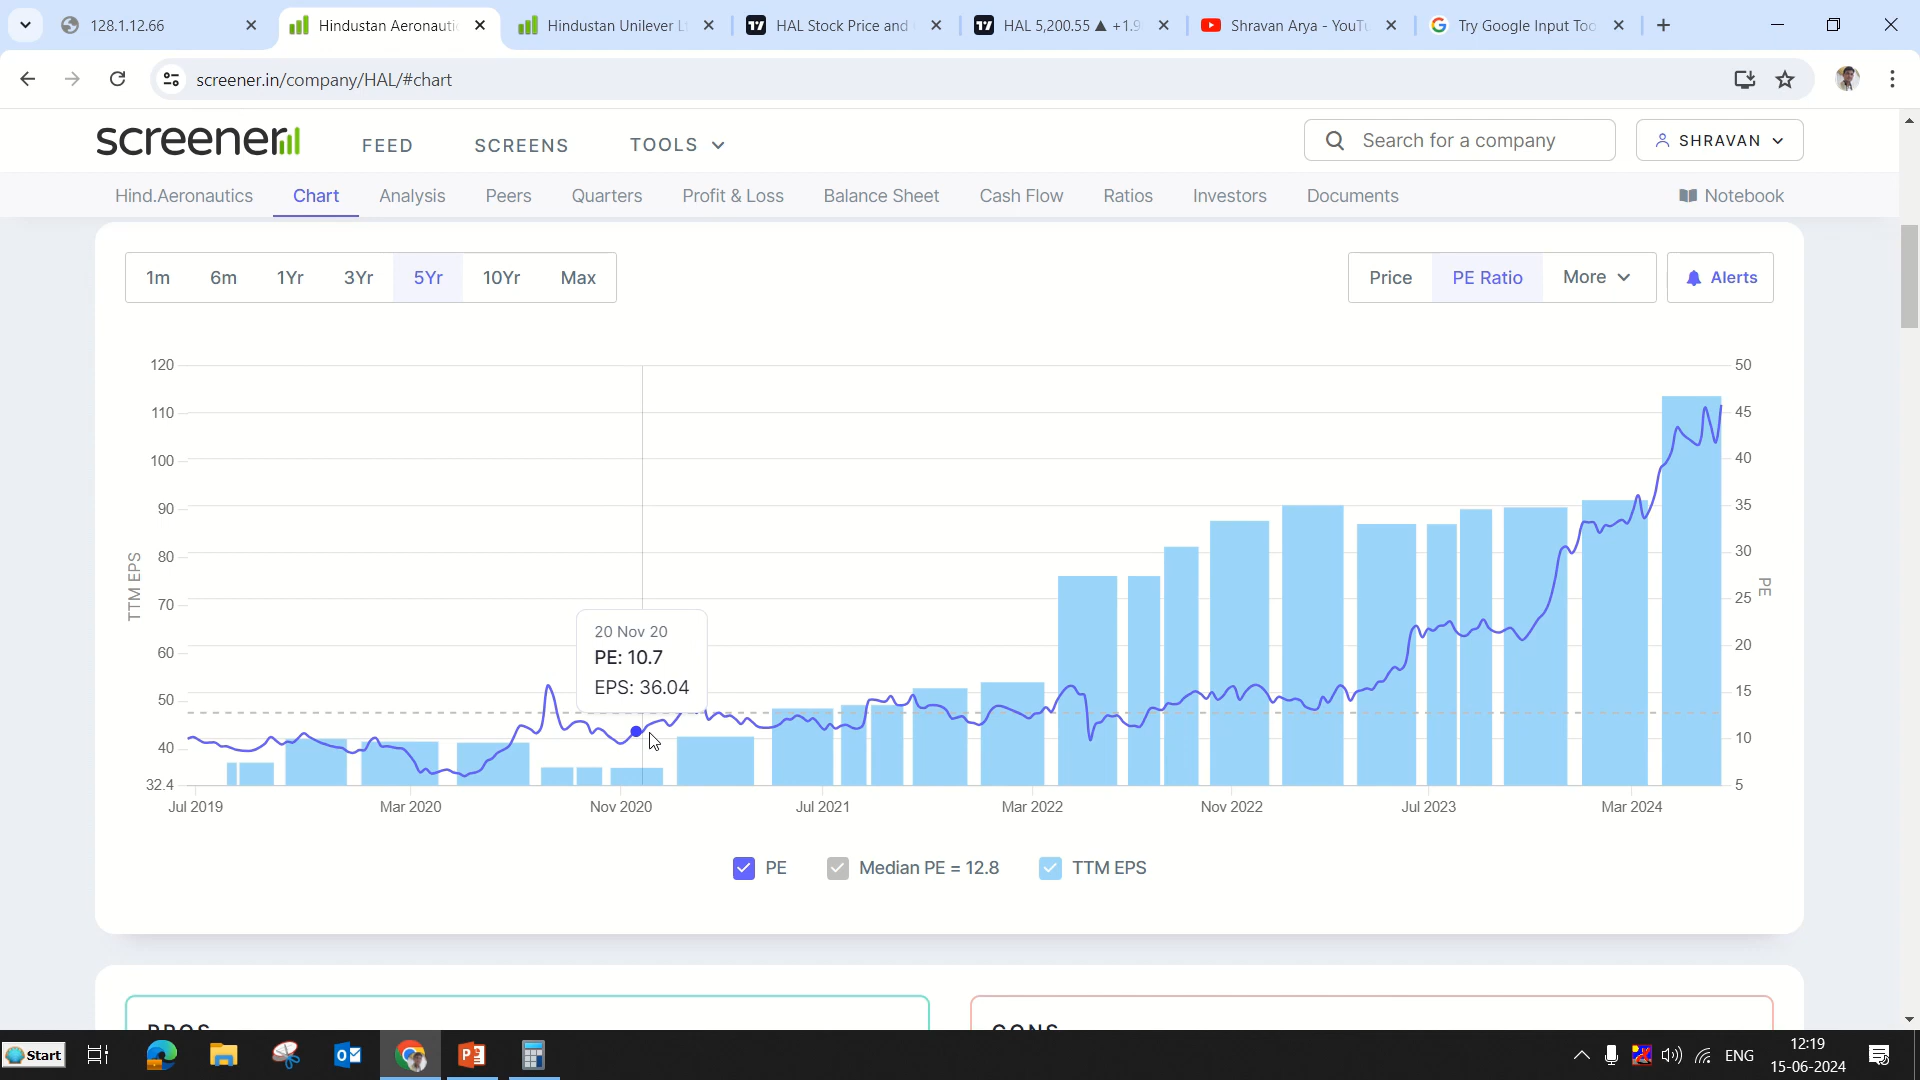 128.1.12.66
Hindustan Aeronautic
Hindustan Unilever Lt
HAL Stock Price and
HAL 5,200.55 ▲ +1.9
Shravan Arya - YouTu
Try Google Input Too
screener.in/company/HAL/#chart
screener
FEED
SCREENS
TOOLS
Search for a company
SHRAVAN
Hind.Aeronautics
Chart
Analysis
Peers
Quarters
Profit & Loss
Balance Sheet
Cash Flow
Ratios
Investors
Documents
Notebook
1m
6m
1Yr
3Yr
5Yr
10Yr
Max
Price
PE Ratio
More
Alerts
120
110
100
90
80
70
60
50
40
32.4
TTM EPS
50
45
40
35
30
25
20
15
10
5
PE
20 Nov 20
PE: 10.7
EPS: 36.04
Jul 2019
Mar 2020
Nov 2020
Jul 2021
Mar 2022
Nov 2022
Jul 2023
Mar 2024
PE
Median PE = 12.8
TTM EPS
PROS
CONS
Start
ENG
12:19
15-06-2024